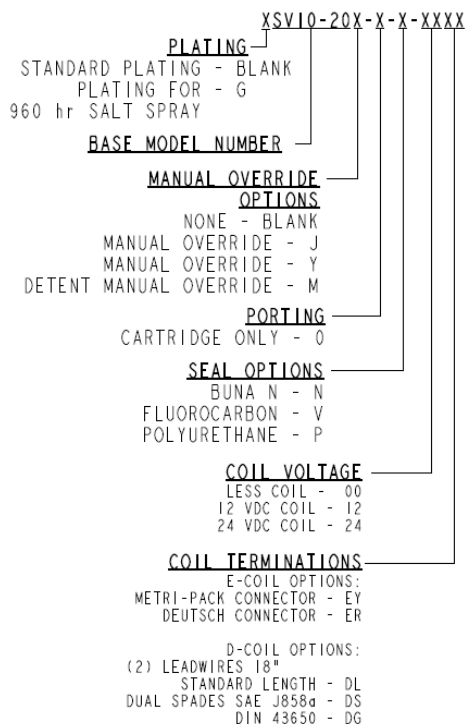 XSV10-20X-X-X-XXXX
PLATING
STANDARD PLATING - BLANK
PLATING FOR - G
960 hr SALT SPRAY
BASE MODEL NUMBER
MANUAL OVERRIDE
OPTIONS
NONE - BLANK
MANUAL OVERRIDE - J
MANUAL OVERRIDE - Y
DETENT MANUAL OVERRIDE - M
PORTING
CARTRIDGE ONLY - 0
SEAL OPTIONS
BUNA N - N
FLUOROCARBON - V
POLYURETHANE - P
COIL VOLTAGE
LESS COIL - 00
12 VDC COIL - 12
24 VDC COIL - 24
COIL TERMINATIONS
E-COIL OPTIONS:
METRI-PACK CONNECTOR - EY
DEUTSCH CONNECTOR - ER
D-COIL OPTIONS:
(2) LEADWIRES 18"
STANDARD LENGTH - DL
DUAL SPADES SAE J858a - DS
DIN 43650 - DG